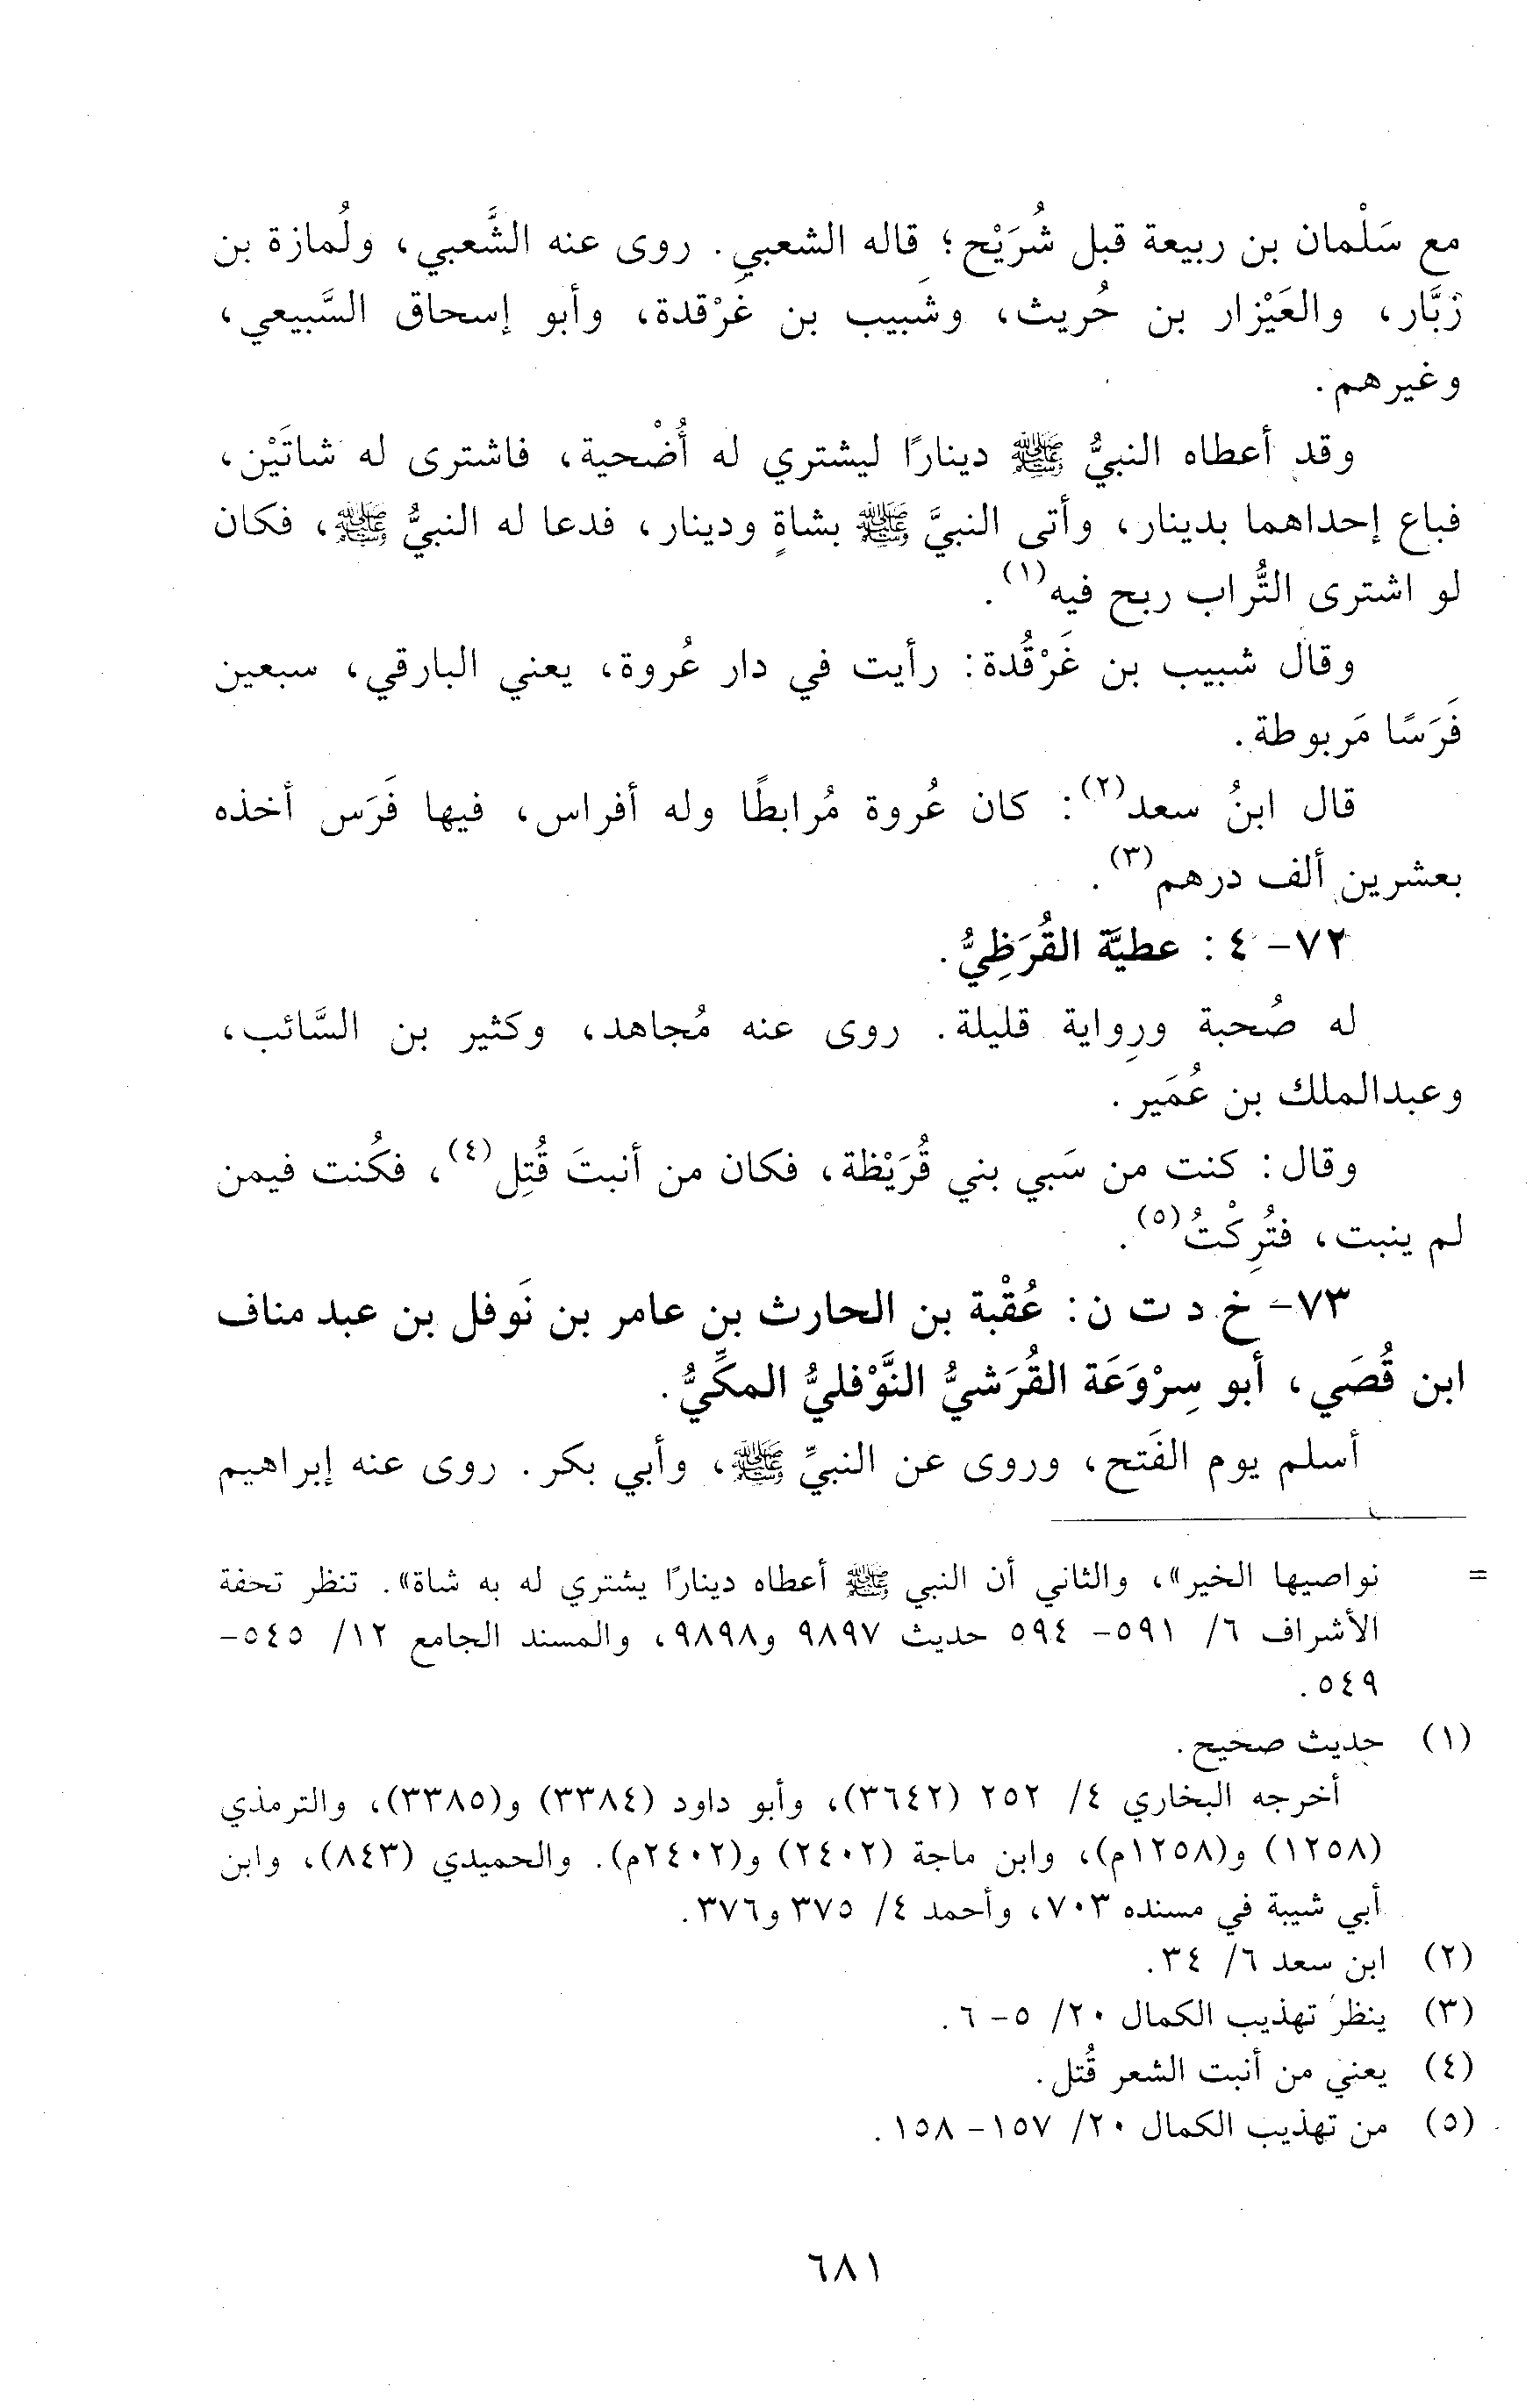 مع سَلْمان بن ربيعة قبل شُرَيْح؛ قاله الشعبي. روى عنه الشَّعبي، ولُمازة بن
زَبَّار، والعَيْزار بن حُريث، وشَبيب بن غَرْقدة، وأبو إسحاق السَّبيعي،
وغيرهم.
وقد أعطاه النبيُّ ﷺ دينارًا ليشتري له أُضْحية، فاشترى له شاتَيْن،
فباع إحداهما بدينار، وأتى النبيَّ ﷺ بشاةٍ ودينار، فدعا له النبيُّ ﷺ، فكان
لو اشترى التُّراب ربح فيه(١).
وقال شبيب بن غَرْقُدة: رأيت في دار عُروة، يعني البارقي، سبعين
فَرَسًا مَربوطة.
قال ابنُ سعد(٢): كان عُروة مُرابطًا وله أفراس، فيها فَرَس أخذه
بعشرين ألف درهم(٣).
٧٢- ٤: عطيَّة القُرَظِيُّ.
له صُحبة ورِواية قليلة. روى عنه مُجاهد، وكثير بن السَّائب،
وعبدالملك بن عُمَير.
وقال: كنت من سَبي بني قُرَيْظة، فكان من أنبتَ قُتِل(٤)، فكُنت فيمن
لم ينبت، فتُرِكْتُ(٥).
٧٣- خ د ت ن: عُقْبة بن الحارث بن عامر بن نَوفل بن عبد مناف
ابن قُصَي، أبو سِرْوَعَة القُرَشيُّ النَّوْفليُّ المكِّيُّ.
أسلم يوم الفَتح، وروى عن النبيِّ ﷺ، وأبي بكر. روى عنه إبراهيم
= نواصيها الخير»، والثاني أن النبي ﷺ أعطاه دينارًا يشتري له به شاة». تنظر تحفة
الأشراف ٦/ ٥٩١- ٥٩٤ حديث ٩٨٩٧ و٩٨٩٨، والمسند الجامع ١٢/ ٥٤٥-
٥٤٩.
(١) حديث صحيح.
أخرجه البخاري ٤/ ٢٥٢ (٣٦٤٢)، وأبو داود (٣٣٨٤) و(٣٣٨٥)، والترمذي
(١٢٥٨) و(١٢٥٨م)، وابن ماجة (٢٤٠٢) و(٢٤٠٢م). والحميدي (٨٤٣)، وابن
أبي شيبة في مسنده ٧٠٣، وأحمد ٤/ ٣٧٥ و٣٧٦.
(٢) ابن سعد ٦/ ٣٤.
(٣) ينظر تهذيب الكمال ٢٠/ ٥- ٦.
(٤) يعني من أنبت الشعر قُتل.
(٥) من تهذيب الكمال ٢٠/ ١٥٧- ١٥٨.
٦٨١